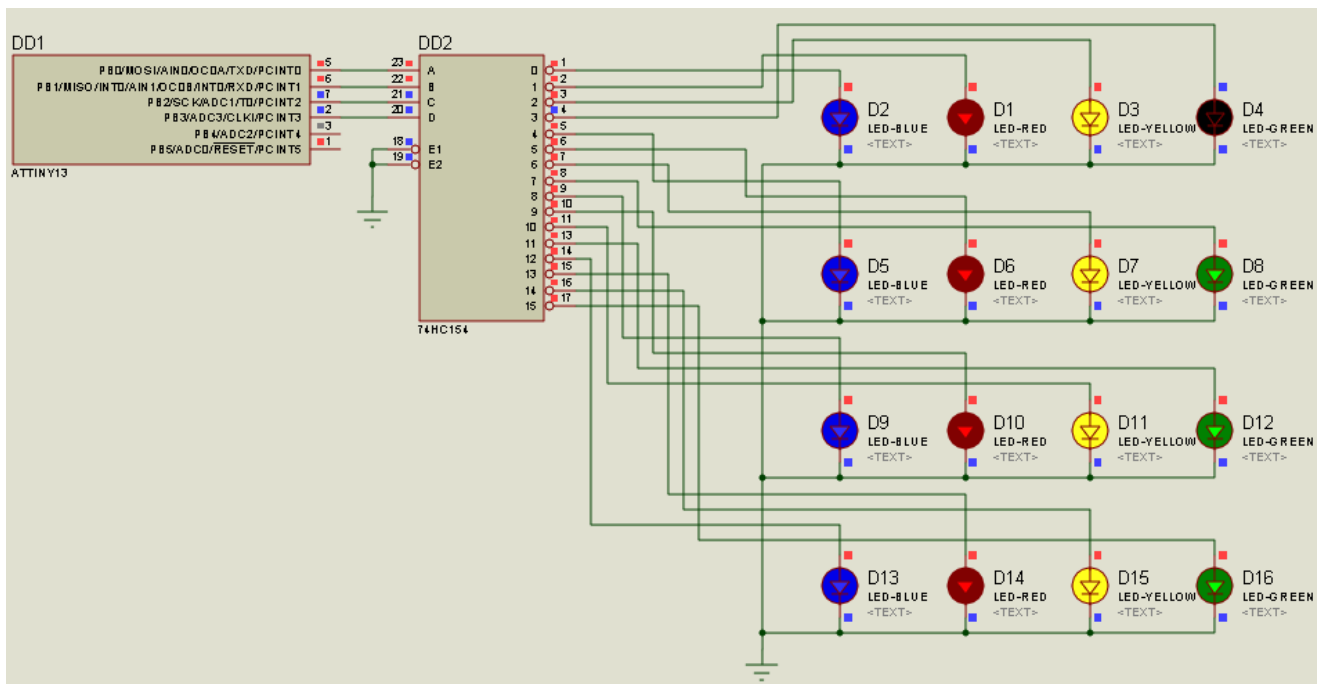 DD1
PB0/MOSI/AIN0/OC0A/TXD/PCINT0
5
PB1/MISO/INT0/AIN1/OC0B/INT0/RXD/PCINT1
6
PB2/SCK/ADC1/T0/PCINT2
7
PB3/ADC3/CLKI/PCINT3
2
PB4/ADC2/PCINT4
3
PB5/ADC0/RESET/PCINT5
1
ATTINY13
DD2
23 A
22 B
21 C
20 D
18 E1
19 E2
0 1
1 2
2 3
3 4
4 5
5 6
6 7
7 8
8 9
9 10
10 11
11 13
12 14
13 15
14 16
15 17
74HC154
D2
LED-BLUE
<TEXT>
D1
LED-RED
<TEXT>
D3
LED-YELLOW
<TEXT>
D4
LED-GREEN
<TEXT>
D5
LED-BLUE
<TEXT>
D6
LED-RED
<TEXT>
D7
LED-YELLOW
<TEXT>
D8
LED-GREEN
<TEXT>
D9
LED-BLUE
<TEXT>
D10
LED-RED
<TEXT>
D11
LED-YELLOW
<TEXT>
D12
LED-GREEN
<TEXT>
D13
LED-BLUE
<TEXT>
D14
LED-RED
<TEXT>
D15
LED-YELLOW
<TEXT>
D16
LED-GREEN
<TEXT>